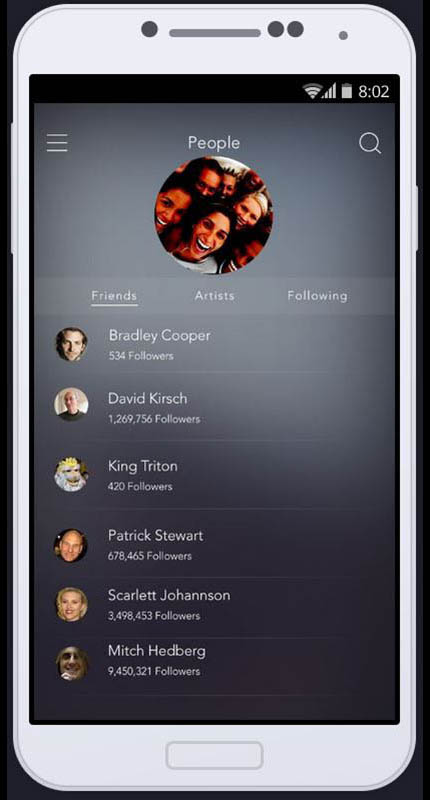 8:02
People
Friends Artists Following
Bradley Cooper
534 Followers
David Kirsch
1,269,756 Followers
King Triton
420 Followers
Patrick Stewart
678,465 Followers
Scarlett Johannson
3,498,453 Followers
Mitch Hedberg
9,450,321 Followers